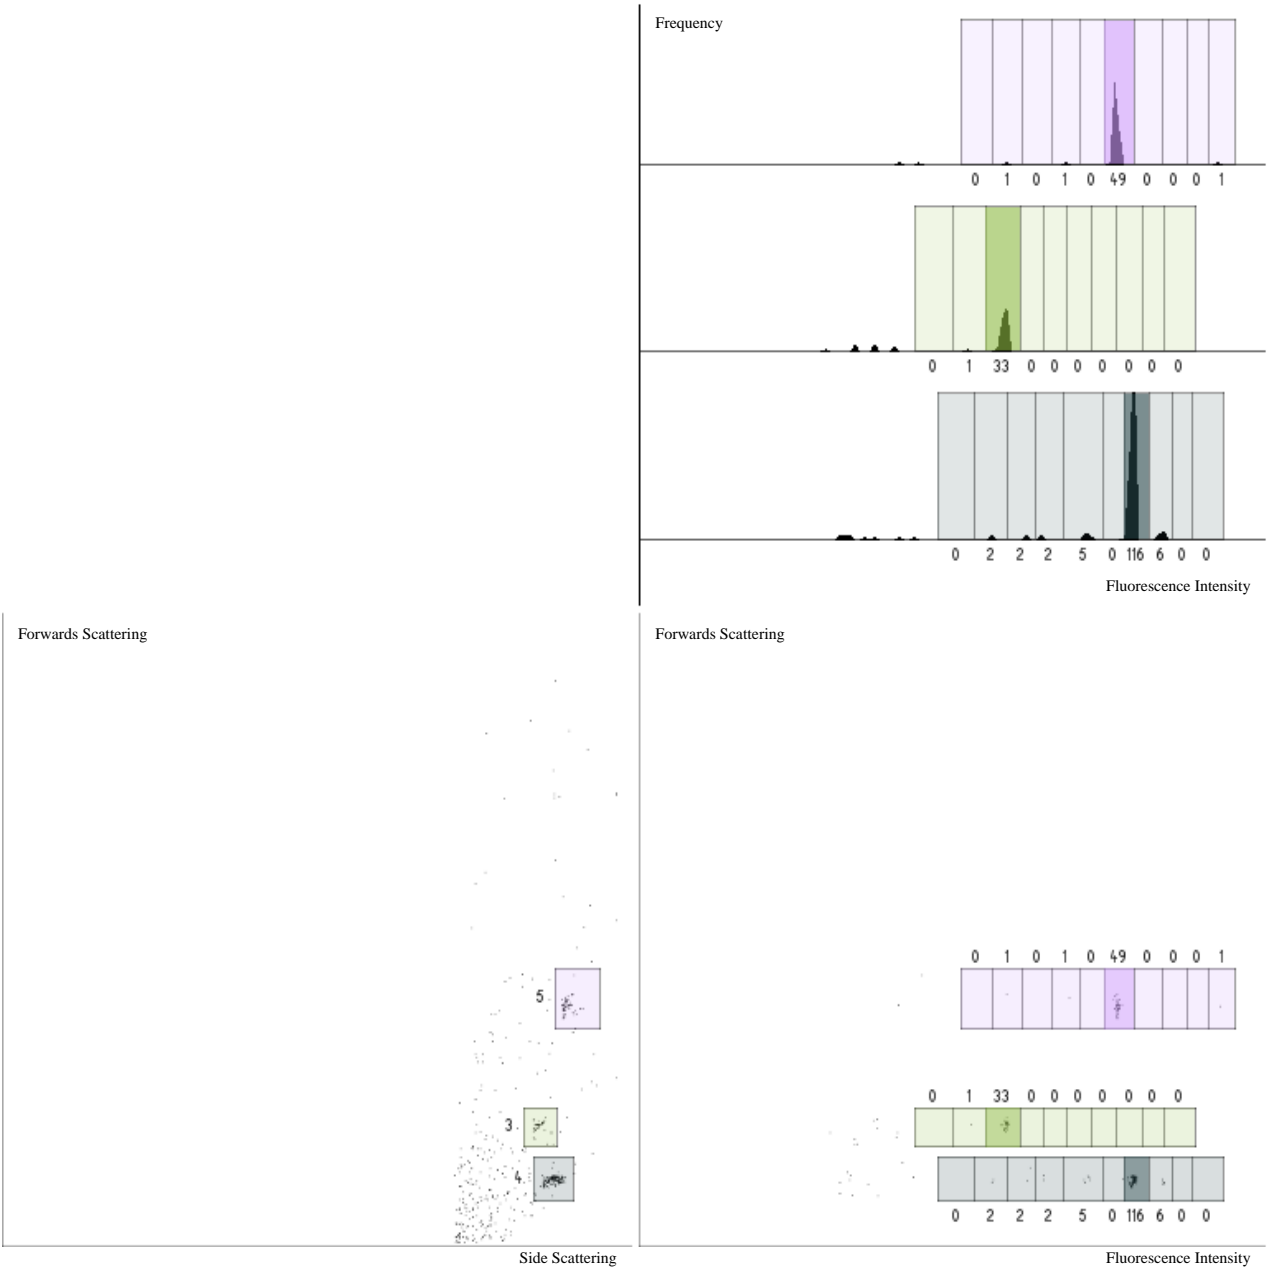 Frequency
0 1 0 1 0 49 0 0 0 1
0 1 33 0 0 0 0 0 0 0
0 2 2 2 5 0 116 6 0 0
Fluorescence Intensity
Forwards Scattering
5
3
4
Side Scattering
Forwards Scattering
0 1 0 1 0 49 0 0 0 1
0 1 33 0 0 0 0 0 0 0
0 2 2 2 5 0 116 6 0 0
Fluorescence Intensity